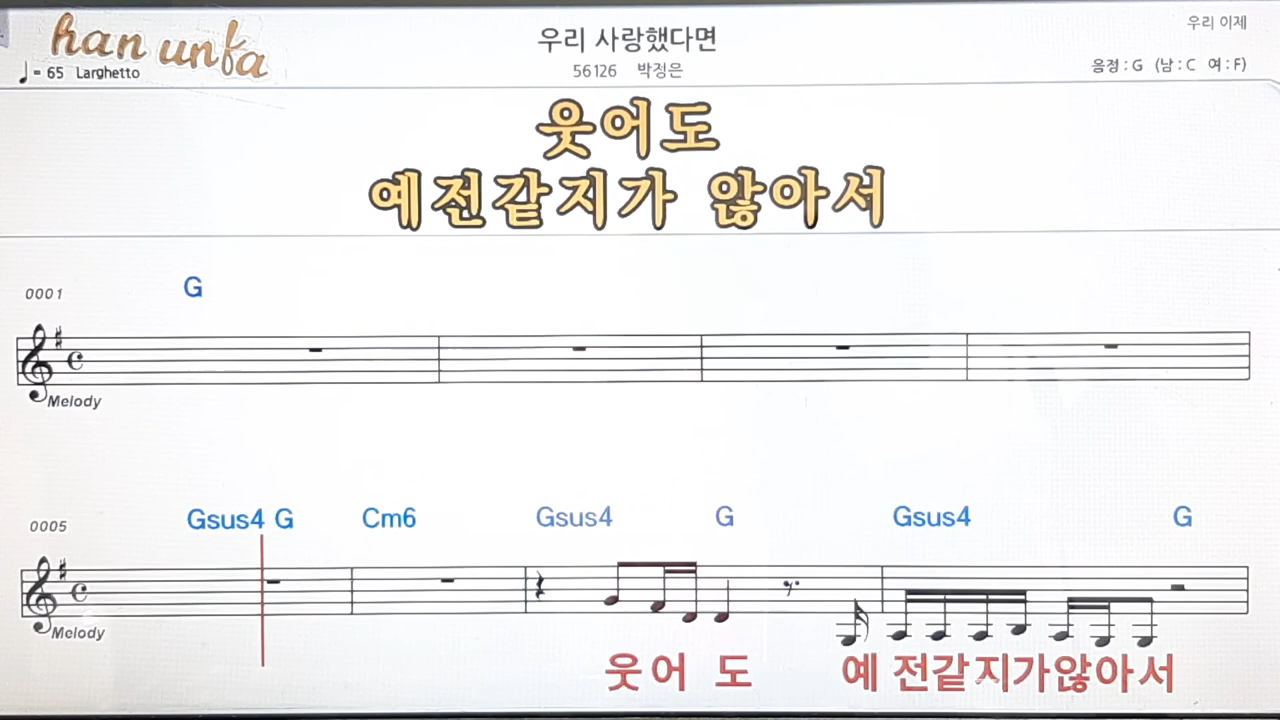 han unfa
우리 사랑했다면
우리 이제
♩= 65 Larghetto
56126 박정은
음정 : G (남 : C 여 : F)
웃어도
예전같지가 않아서
0001
G
Melody
0005
Gsus4 G Cm6 Gsus4 G Gsus4 G
Melody
웃어 도 예 전같지가않아서